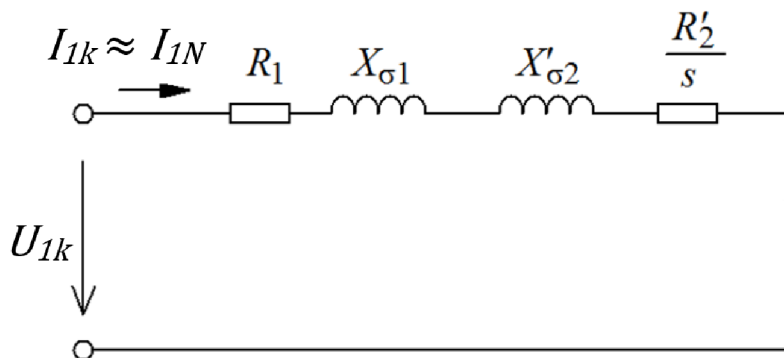 I1k ≈ I1N
R1
Xσ1
X′σ2
R′2
s
U1k